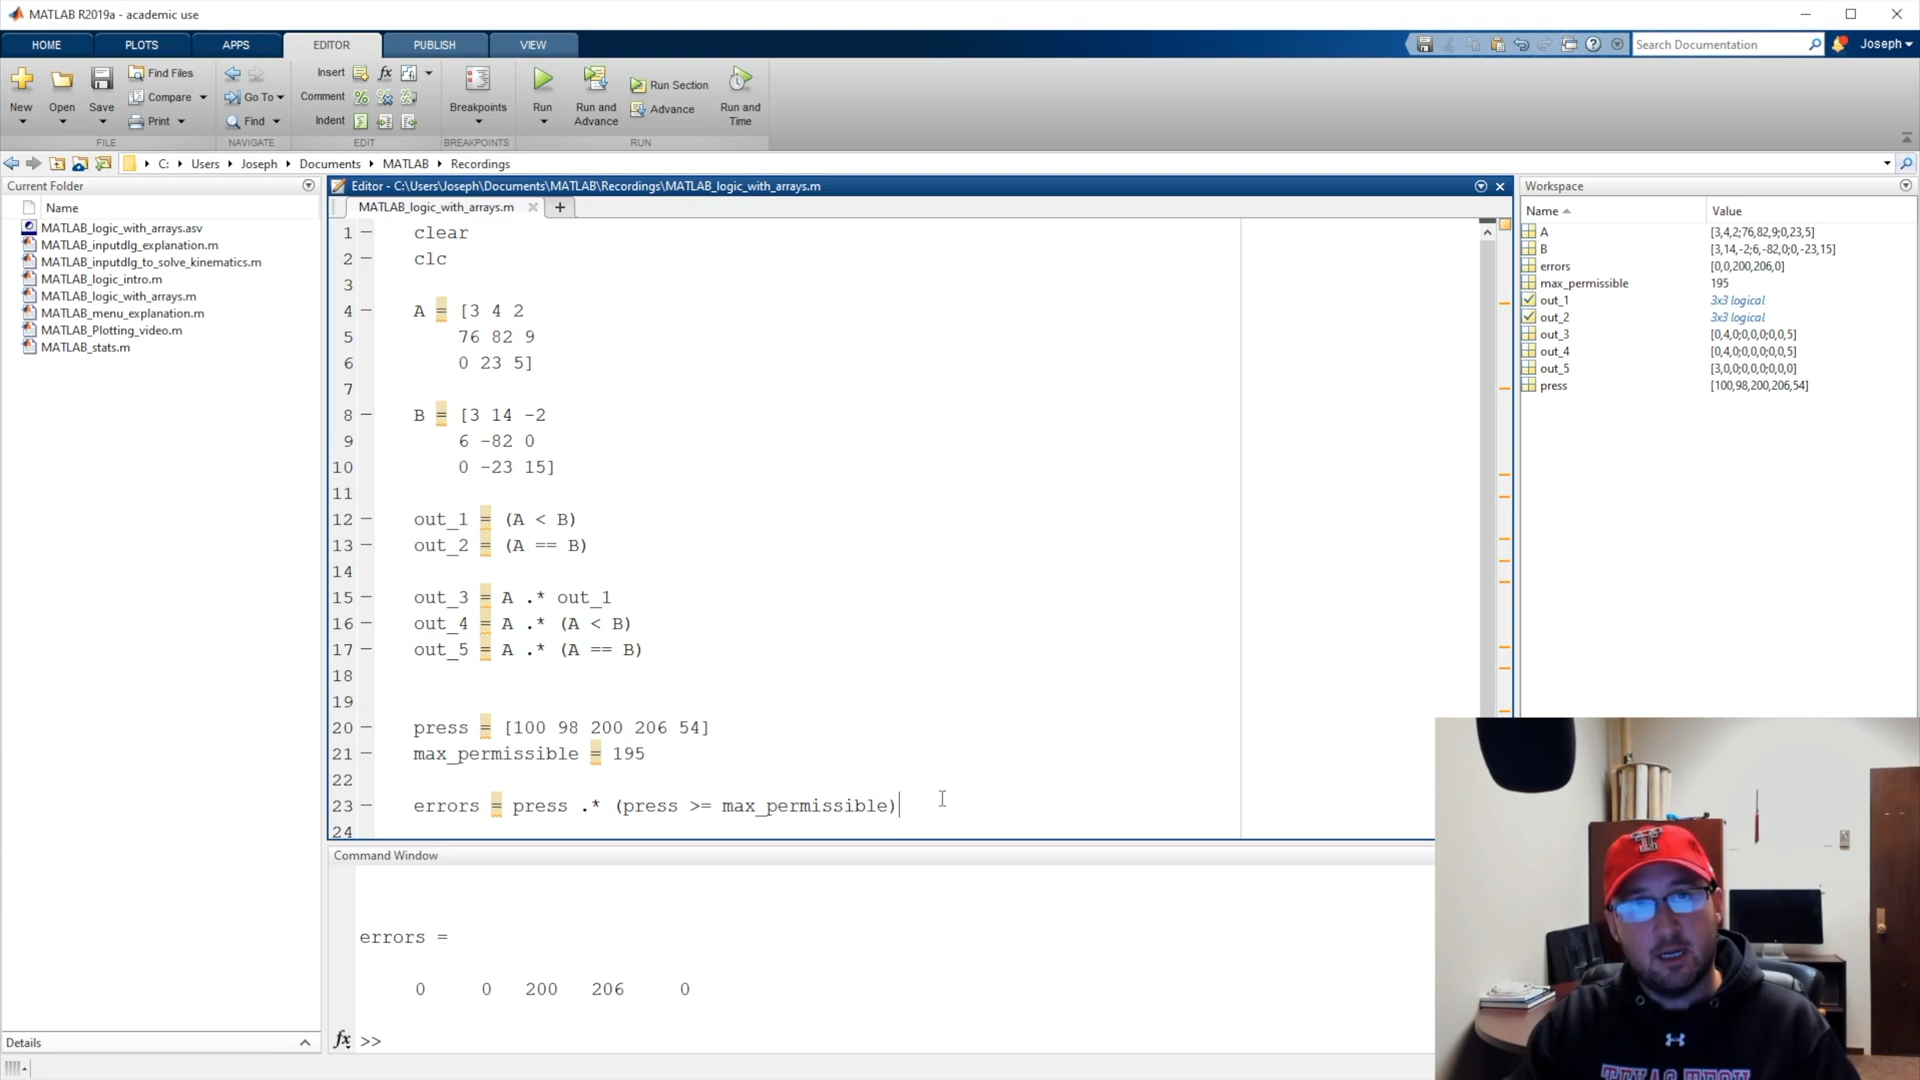 MATLAB R2019a - academic use
HOME PLOTS APPS EDITOR PUBLISH VIEW
Search Documentation
Joseph
New Open Save
Find Files
Compare
Print
Go To
Find
Insert
Comment
Indent
Breakpoints
Run
Run and Advance
Run Section
Advance
Run and Time
FILE NAVIGATE EDIT BREAKPOINTS RUN
C: Users Joseph Documents MATLAB Recordings
Current Folder
Name
MATLAB_logic_with_arrays.asv
MATLAB_inputdlg_explanation.m
MATLAB_inputdlg_to_solve_kinematics.m
MATLAB_logic_intro.m
MATLAB_logic_with_arrays.m
MATLAB_menu_explanation.m
MATLAB_Plotting_video.m
MATLAB_stats.m
Details
Editor - C:\Users\Joseph\Documents\MATLAB\Recordings\MATLAB_logic_with_arrays.m
MATLAB_logic_with_arrays.m
1 clear
2 clc
3
4 A = [3 4 2
5 76 82 9
6 0 23 5]
7
8 B = [3 14 -2
9 6 -82 0
10 0 -23 15]
11
12 out_1 = (A < B)
13 out_2 = (A == B)
14
15 out_3 = A .* out_1
16 out_4 = A .* (A < B)
17 out_5 = A .* (A == B)
18
19
20 press = [100 98 200 206 54]
21 max_permissible = 195
22
23 errors = press .* (press >= max_permissible)
24
Command Window
errors =
0 0 200 206 0
fx >>
Workspace
Name Value
A [3,4,2;76,82,9;0,23,5]
B [3,14,-2;6,-82,0;0,-23,15]
errors [0,0,200,206,0]
max_permissible 195
out_1 3x3 logical
out_2 3x3 logical
out_3 [0,4,0;0,0,0;0,0,5]
out_4 [0,4,0;0,0,0;0,0,5]
out_5 [3,0,0;0,0,0;0,0,0]
press [100,98,200,206,54]
TEXAS TECH